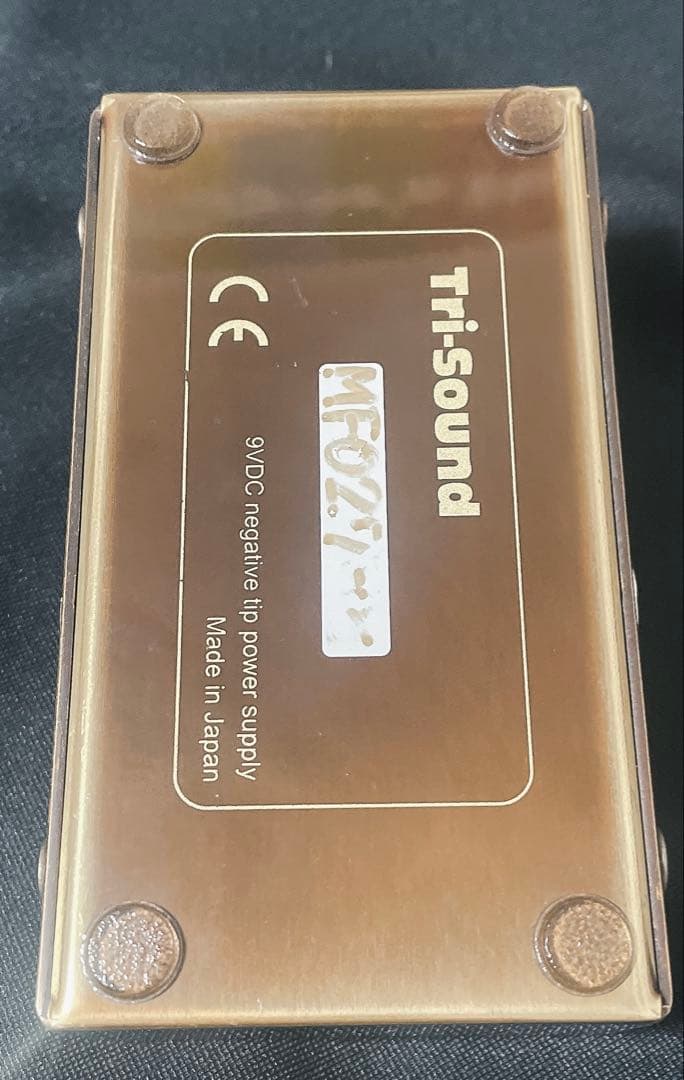 Tri-Sound
CE
9VDC negative tip power supply
Made in Japan